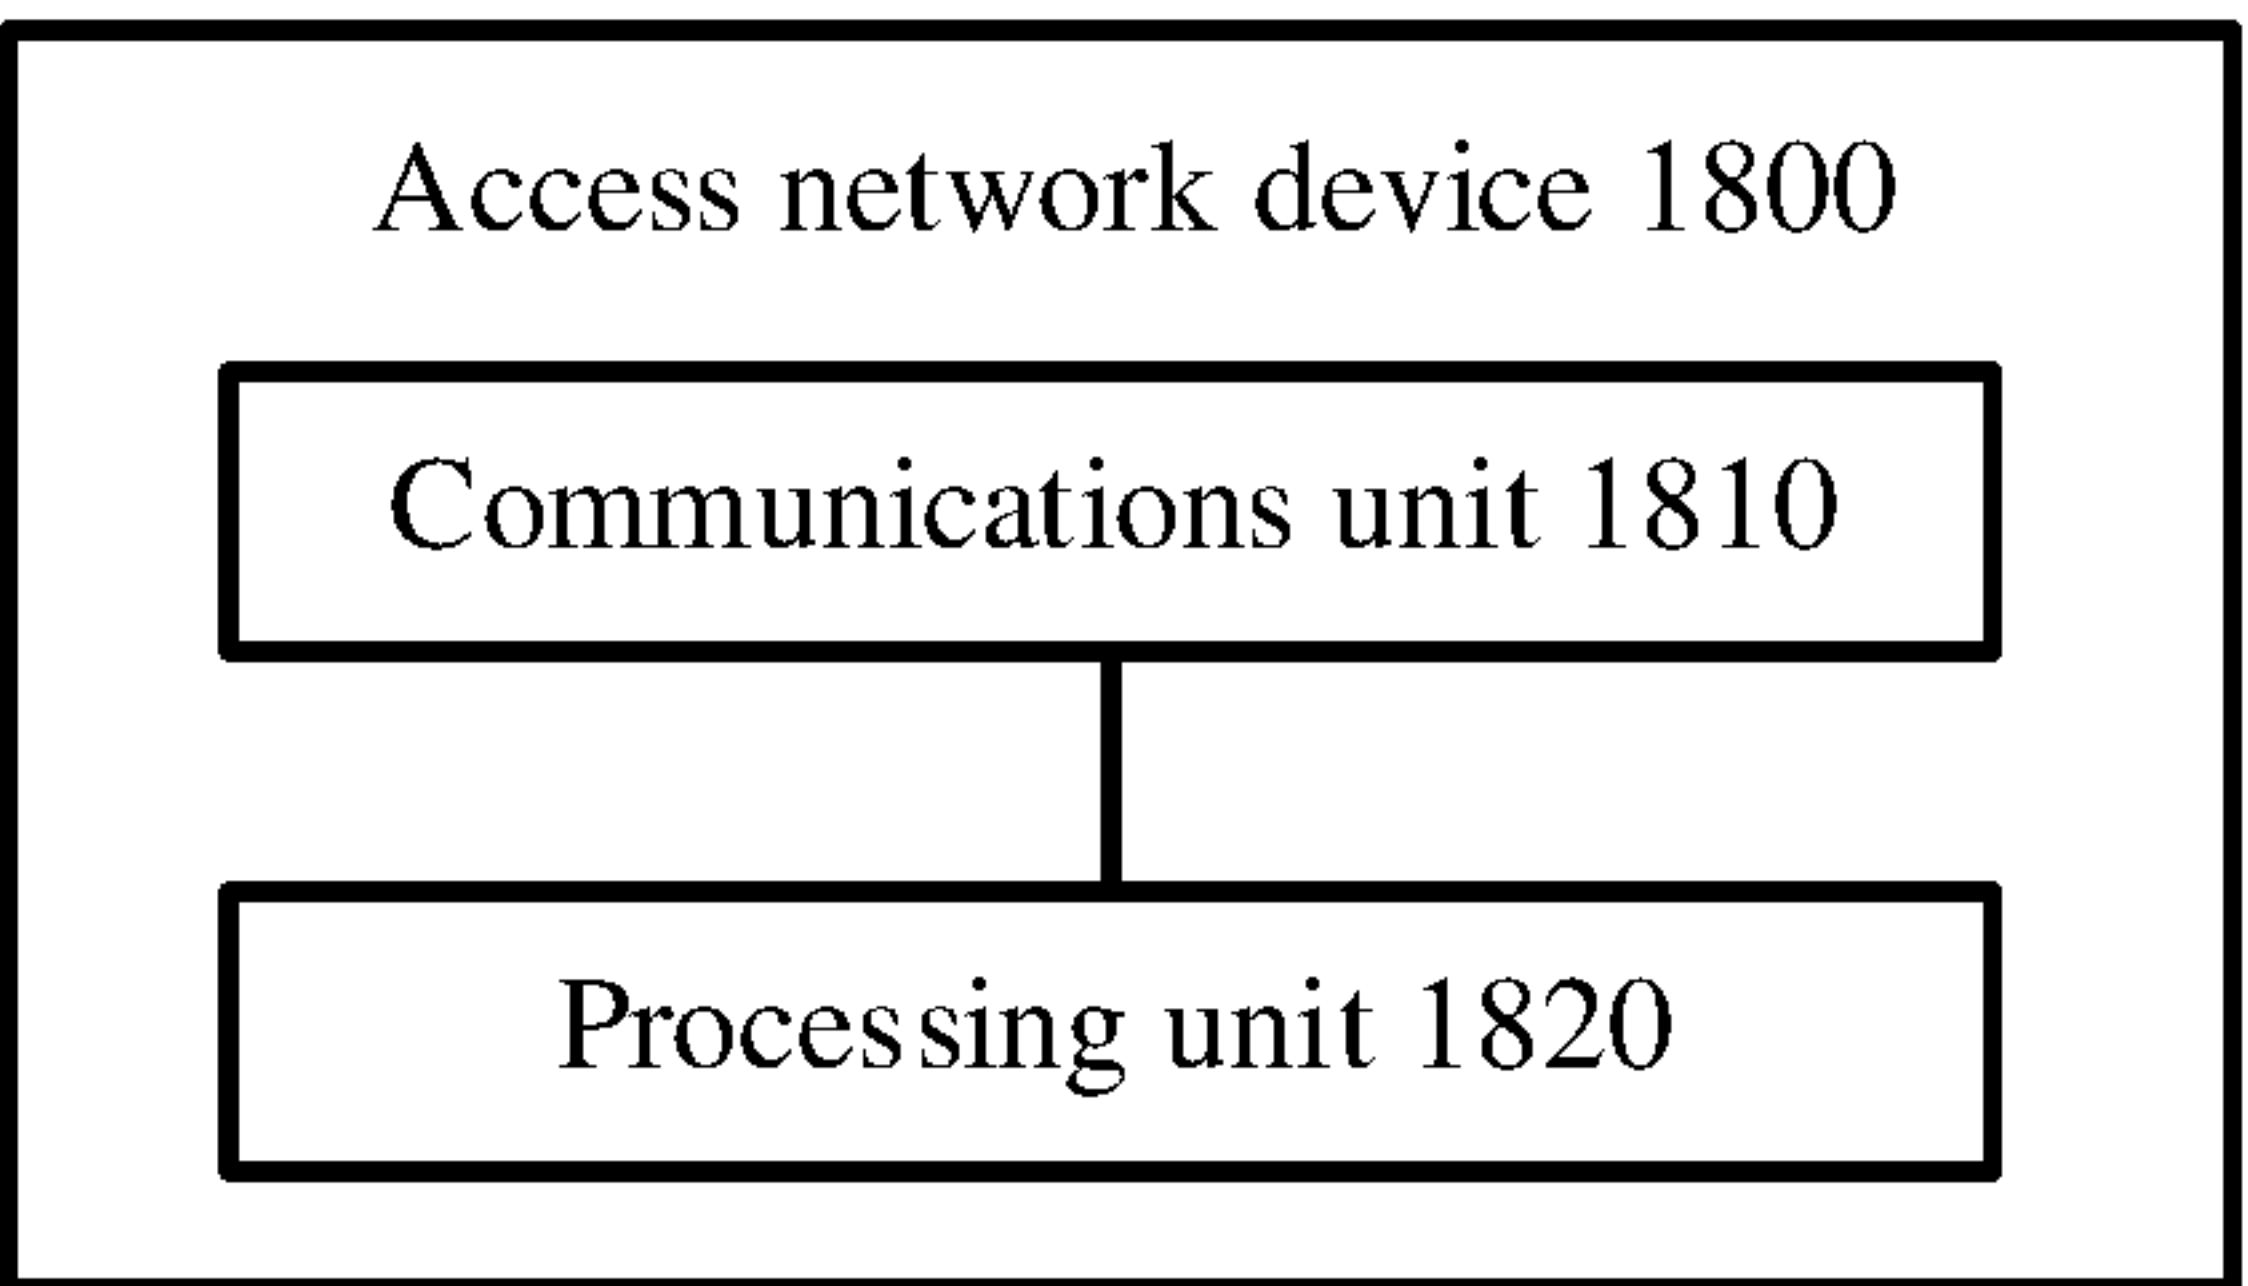 Access network device 1800
Communications unit 1810
Processing unit 1820